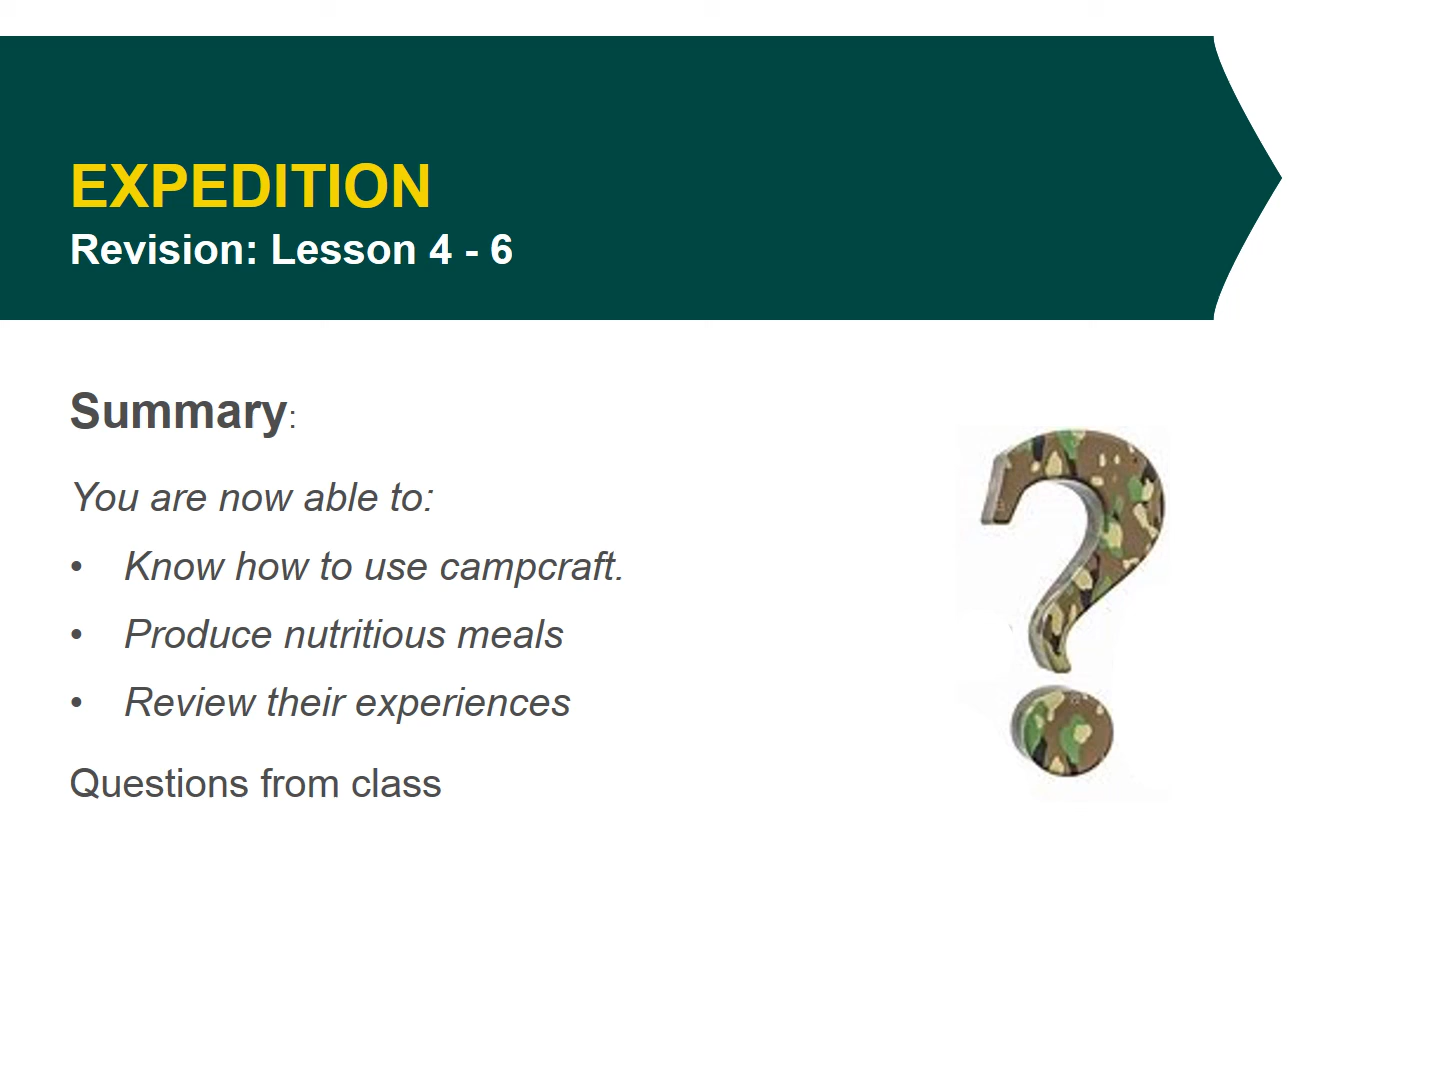 EXPEDITION
Revision: Lesson 4 - 6
Summary:
You are now able to:
• Know how to use campcraft.
• Produce nutritious meals
• Review their experiences
Questions from class